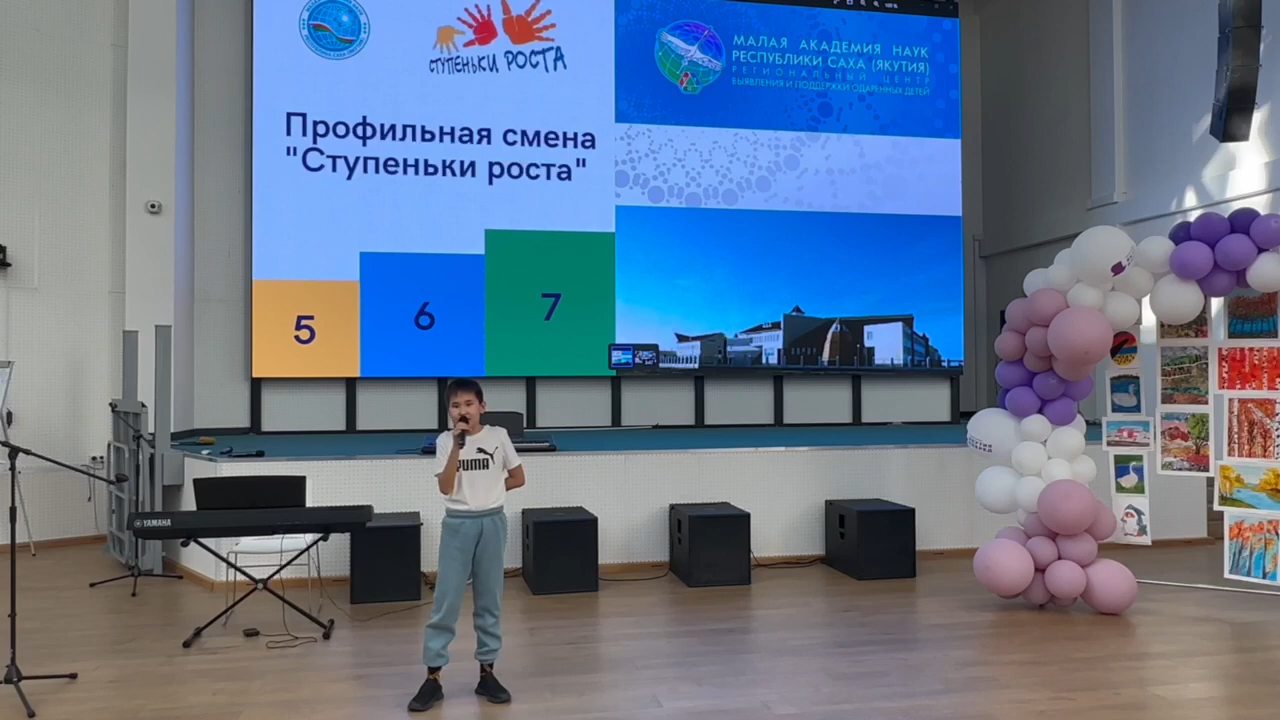 СТУПЕНЬКИ РОСТА
Профильная смена
"Ступеньки роста"
5
6
7
МАЛАЯ АКАДЕМИЯ НАУК
РЕСПУБЛИКИ САХА (ЯКУТИЯ)
РЕГИОНАЛЬНЫЙ ЦЕНТР
ВЫЯВЛЕНИЯ И ПОДДЕРЖКИ ОДАРЕННЫХ ДЕТЕЙ
PUMA
YAMAHA